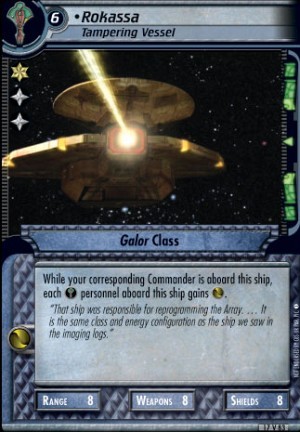 6
• Rokassa
Tampering Vessel
Galor Class
While your corresponding Commander is aboard this ship,
each personnel aboard this ship gains .
"That ship was responsible for reprogramming the Array. … It
is the same class and energy configuration as the ship we saw in
the imaging logs."
RANGE 8 WEAPONS 8 SHIELDS 8
17 V 65